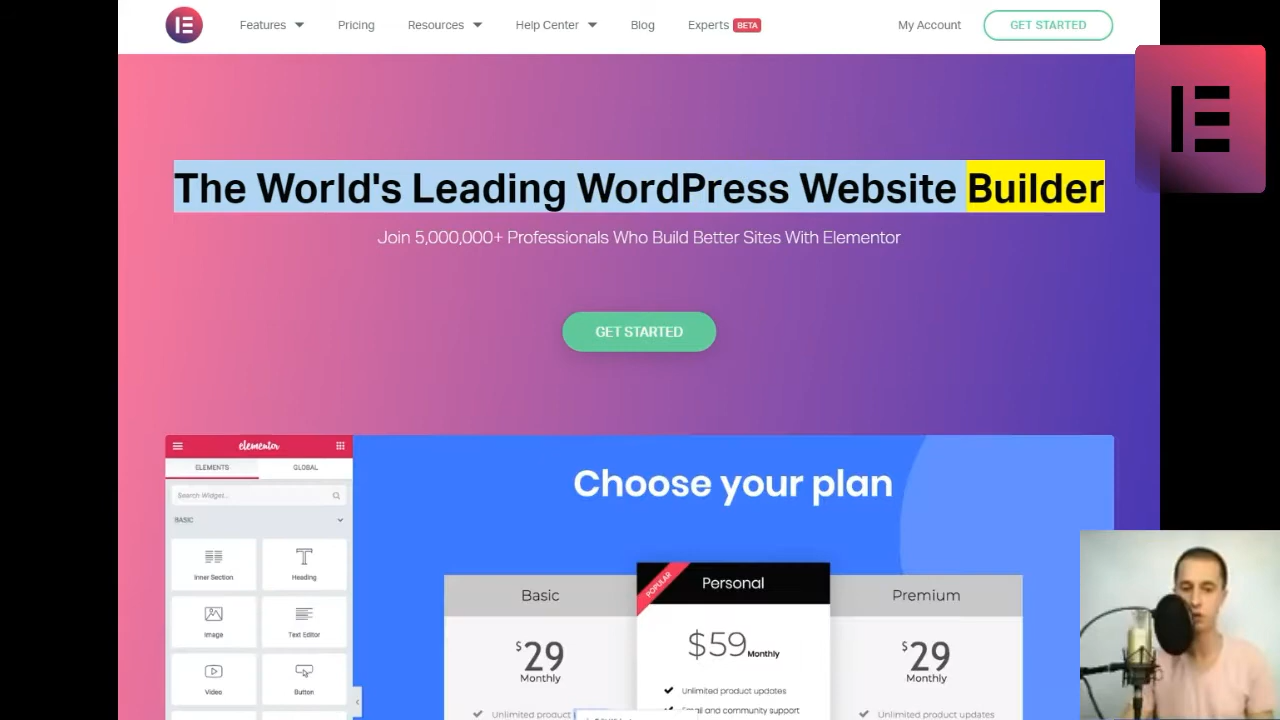 Features
Pricing
Resources
Help Center
Blog
Experts BETA
My Account
GET STARTED
The World's Leading WordPress Website Builder
Join 5,000,000+ Professionals Who Build Better Sites With Elementor
GET STARTED
elementor
ELEMENTS
GLOBAL
Search Widget...
BASIC
Inner Section
Heading
Image
Text Editor
Video
Button
Choose your plan
Basic
$29
Monthly
Unlimited product
POPULAR
Personal
$59 Monthly
Unlimited product updates
Email and community support
Premium
$29
Monthly
Unlimited product updates